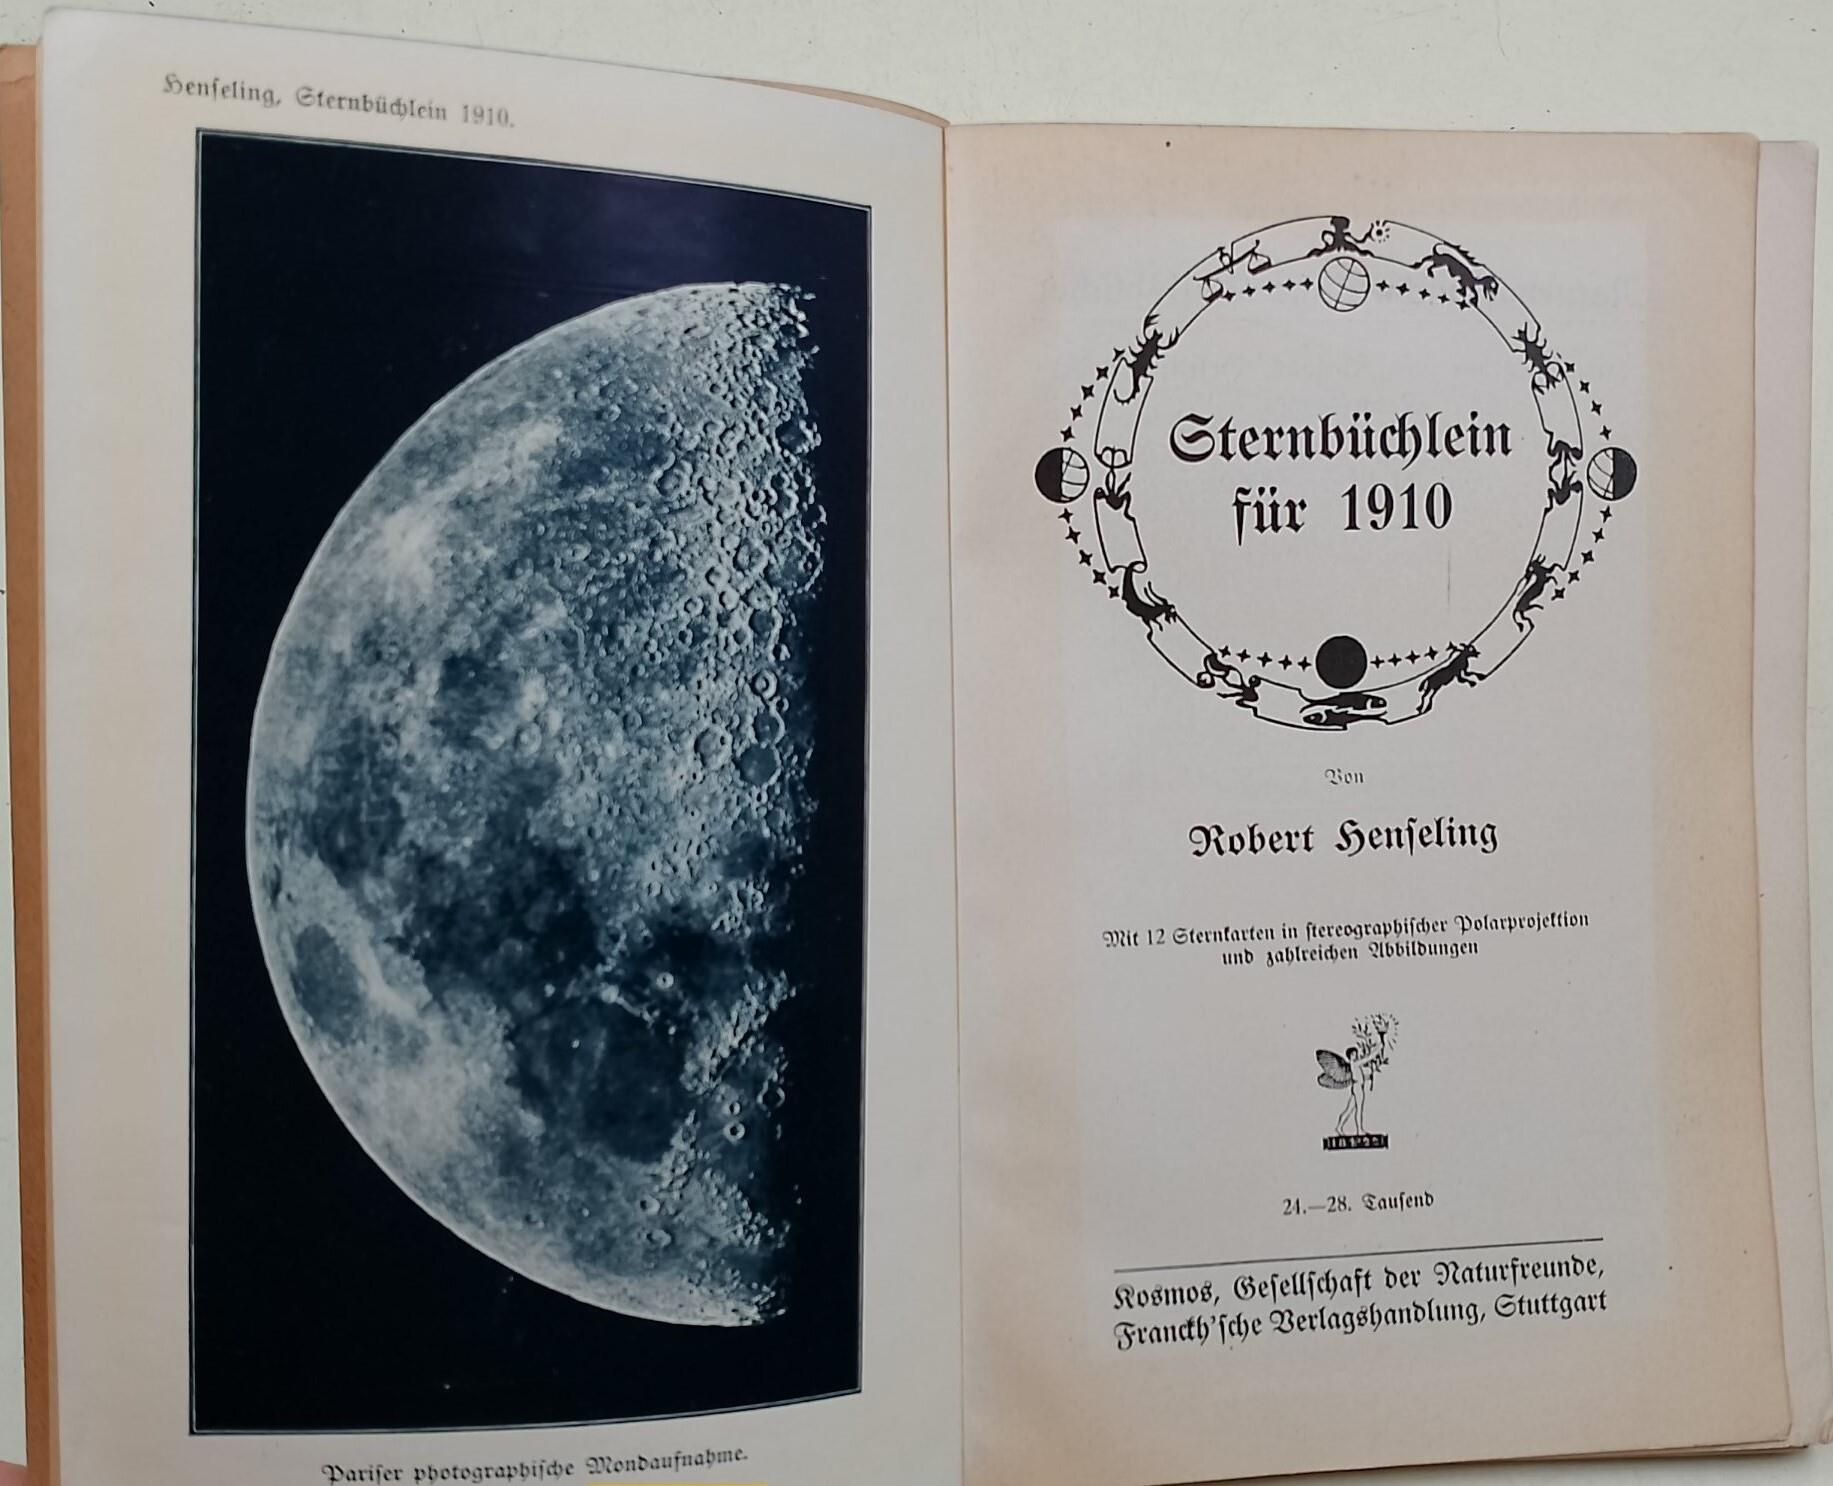 Henſeling, Sternbüchlein 1910.
Pariſer photographiſche Mondaufnahme.
Sternbüchlein
für 1910
Von
Robert Henſeling
Mit 12 Sternkarten in ſtereographiſcher Polarprojektion
und zahlreichen Abbildungen
24.—28. Tauſend
Kosmos, Geſellſchaft der Naturfreunde,
Franckh'ſche Verlagshandlung, Stuttgart